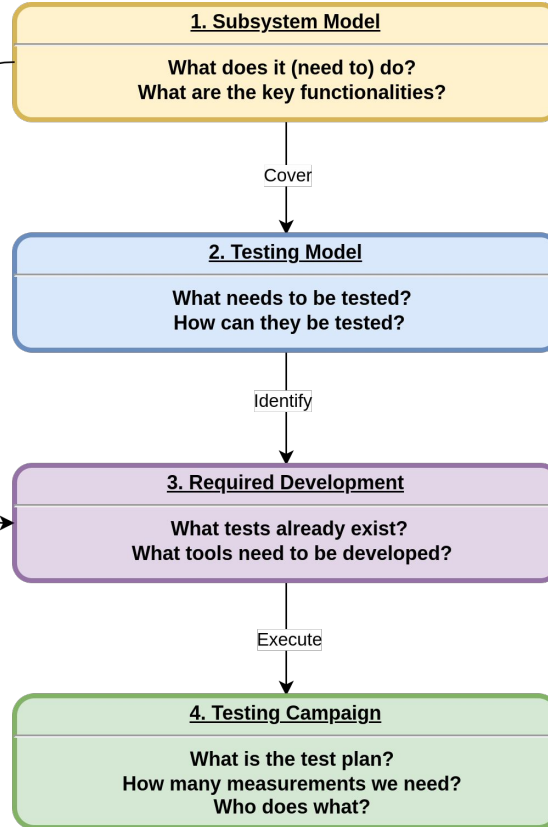 1. Subsystem Model
What does it (need to) do?
What are the key functionalities?
Cover
2. Testing Model
What needs to be tested?
How can they be tested?
Identify
3. Required Development
What tests already exist?
What tools need to be developed?
Execute
4. Testing Campaign
What is the test plan?
How many measurements we need?
Who does what?